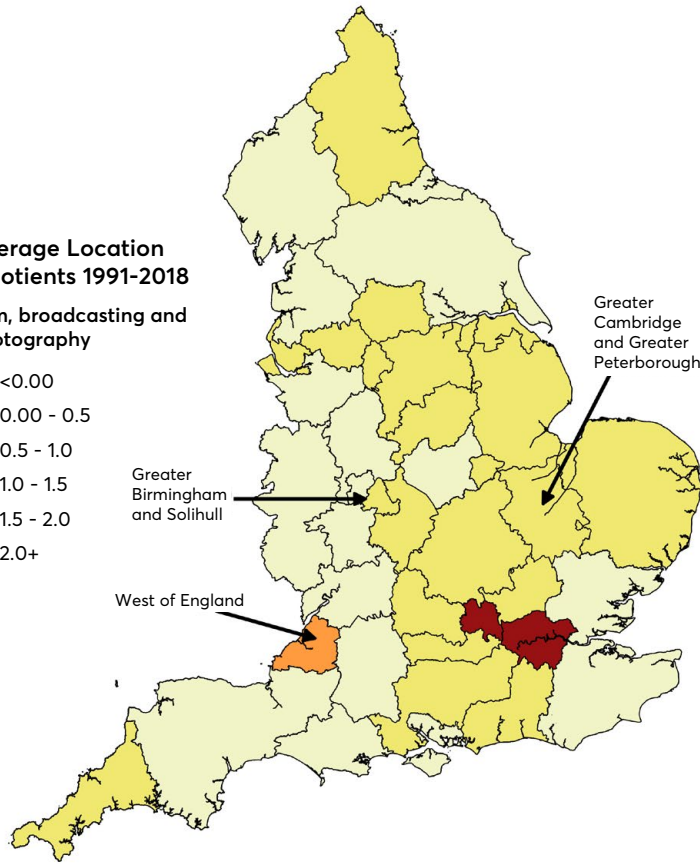 erage Location
otients 1991-2018
n, broadcasting and
otography
<0.00
0.00 - 0.5
0.5 - 1.0
1.0 - 1.5
1.5 - 2.0
2.0+
Greater
Cambridge
and Greater
Peterborough
Greater
Birmingham
and Solihull
West of England